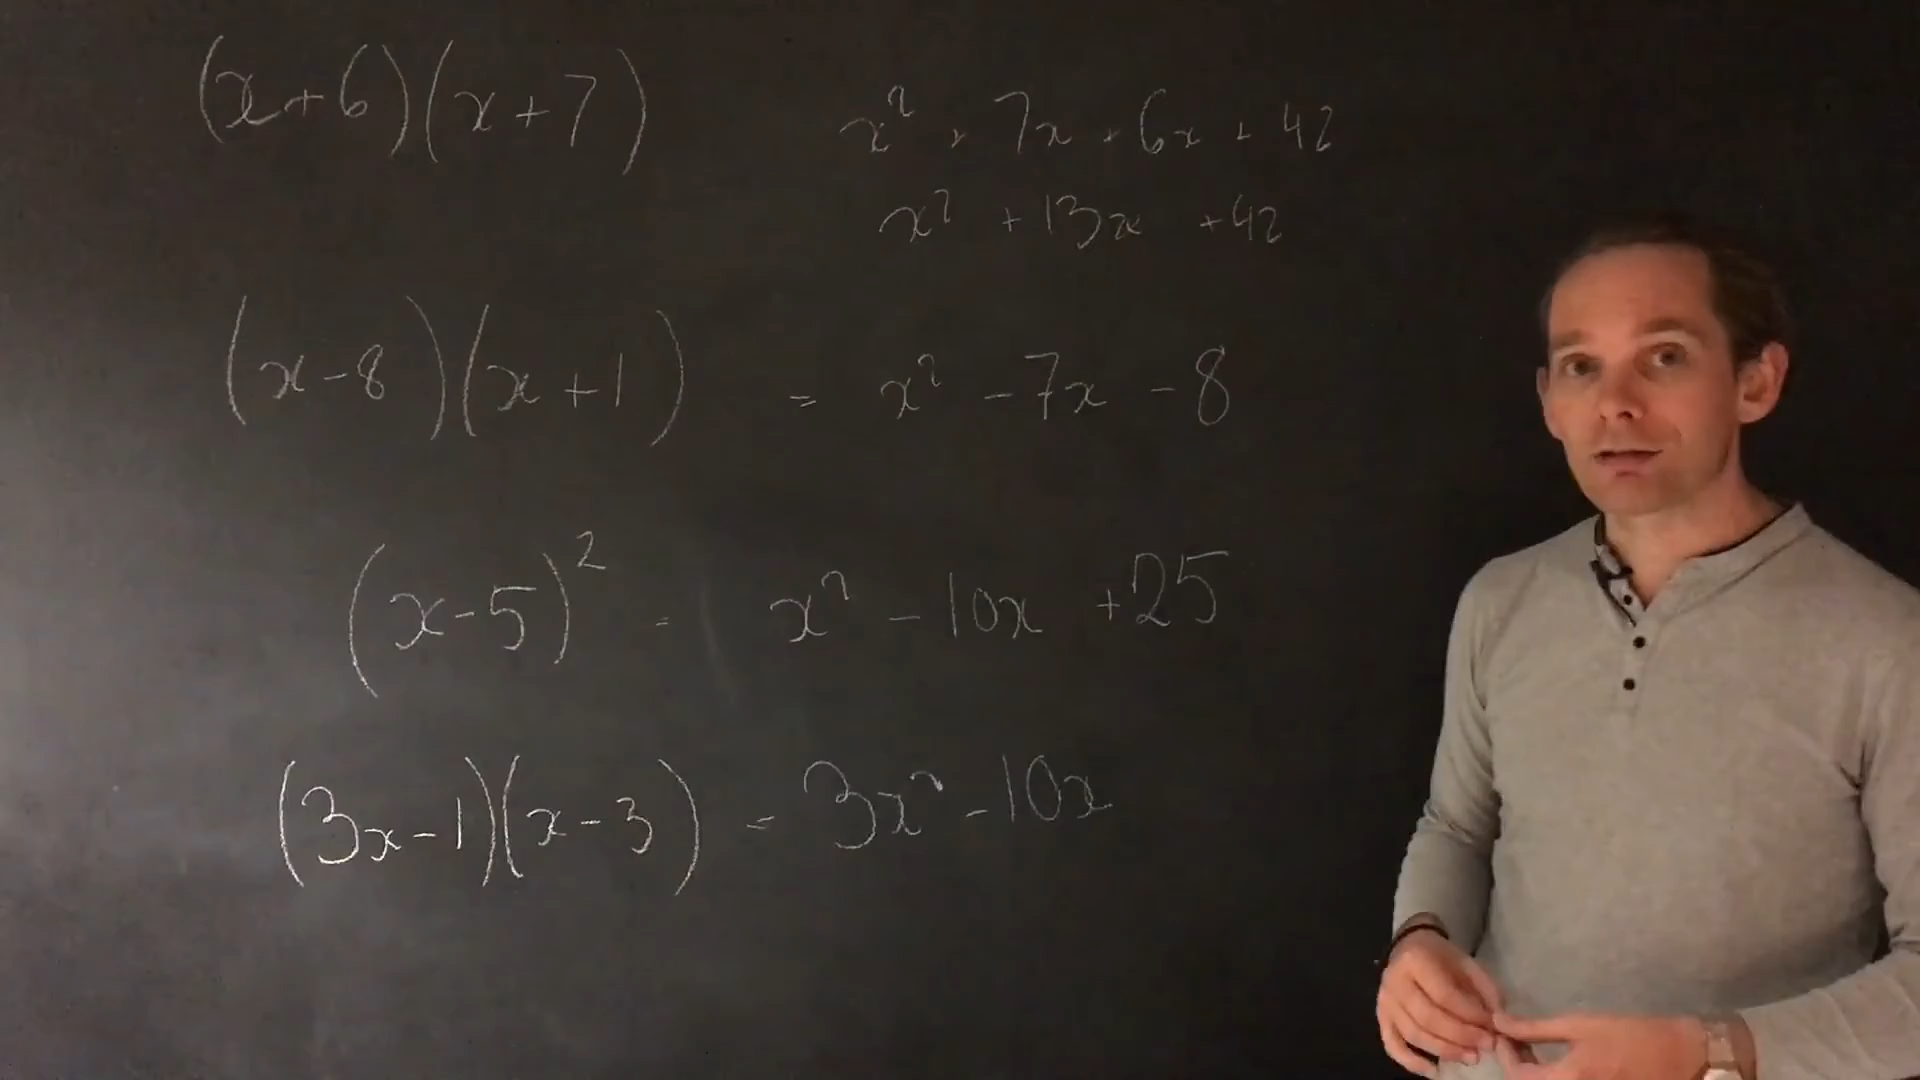 (x+6)(x+7)
x² + 7x + 6x + 42
x² + 13x + 42
(x-8)(x+1) = x² - 7x - 8
(x-5)² = x² - 10x + 25
(3x-1)(x-3) = 3x² - 10x